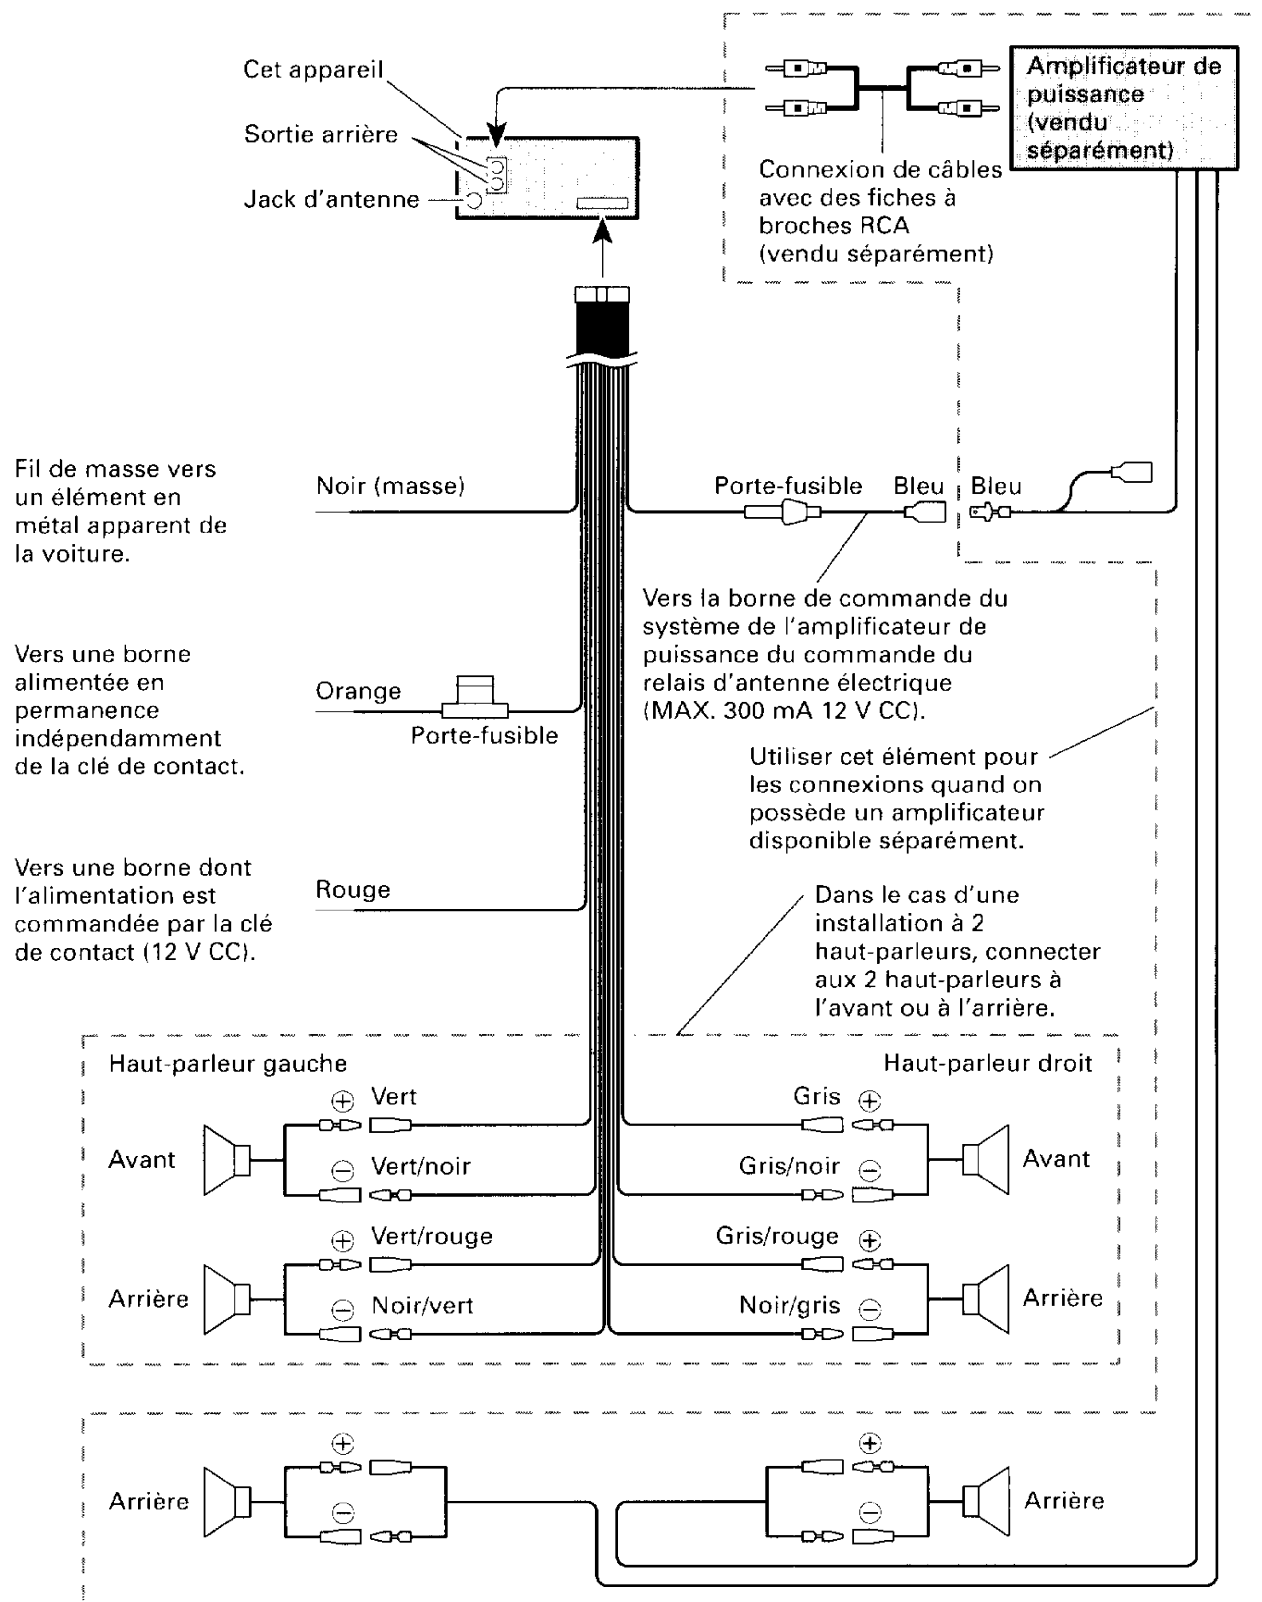 Cet appareil
Sortie arrière
Jack d'antenne
Amplificateur de
puissance
(vendu
séparément)
Connexion de câbles
avec des fiches à
broches RCA
(vendu séparément)
Fil de masse vers
un élément en
métal apparent de
la voiture.
Noir (masse)
Porte-fusible
Bleu
Bleu
Vers la borne de commande du
système de l'amplificateur de
puissance du commande du
relais d'antenne électrique
(MAX. 300 mA 12 V CC).
Vers une borne
alimentée en
permanence
indépendamment
de la clé de contact.
Orange
Porte-fusible
Utiliser cet élément pour
les connexions quand on
possède un amplificateur
disponible séparément.
Vers une borne dont
l'alimentation est
commandée par la clé
de contact (12 V CC).
Rouge
Dans le cas d'une
installation à 2
haut-parleurs, connecter
aux 2 haut-parleurs à
l'avant ou à l'arrière.
Haut-parleur gauche
Haut-parleur droit
⊕ Vert
Gris ⊕
Avant
⊖ Vert/noir
Gris/noir ⊖
Avant
⊕ Vert/rouge
Gris/rouge ⊕
Arrière
⊖ Noir/vert
Noir/gris ⊖
Arrière
⊕
⊕
Arrière
⊖
⊖
Arrière